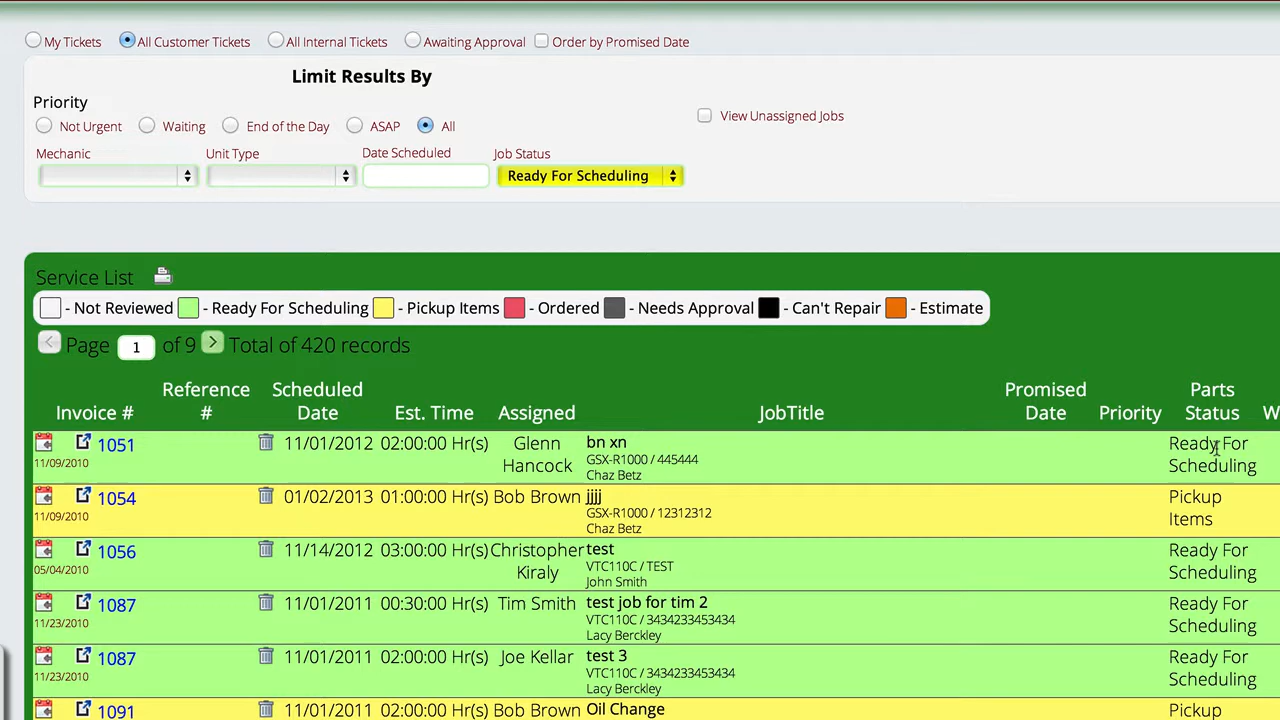 My Tickets All Customer Tickets All Internal Tickets Awaiting Approval Order by Promised Date
Limit Results By
Priority
Not Urgent Waiting End of the Day ASAP All View Unassigned Jobs
Mechanic Unit Type Date Scheduled Job Status
Ready For Scheduling
Service List
- Not Reviewed - Ready For Scheduling - Pickup Items - Ordered - Needs Approval - Can't Repair - Estimate
Page 1 of 9 Total of 420 records
Invoice # Reference # Scheduled Date Est. Time Assigned JobTitle Promised Date Priority Parts Status W
1051 11/01/2012 02:00:00 Hr(s) Glenn Hancock bn xn Ready For Scheduling
11/09/2010 GSX-R1000 / 445444
Chaz Betz
1054 01/02/2013 01:00:00 Hr(s) Bob Brown jjjj Pickup Items
11/09/2010 GSX-R1000 / 12312312
Chaz Betz
1056 11/14/2012 03:00:00 Hr(s) Christopher Kiraly test Ready For Scheduling
05/04/2010 VTC110C / TEST
John Smith
1087 11/01/2011 00:30:00 Hr(s) Tim Smith test job for tim 2 Ready For Scheduling
11/23/2010 VTC110C / 3434233453434
Lacy Berckley
1087 11/01/2011 02:00:00 Hr(s) Joe Kellar test 3 Ready For Scheduling
11/23/2010 VTC110C / 3434233453434
Lacy Berckley
1091 11/01/2011 02:00:00 Hr(s) Bob Brown Oil Change Pickup